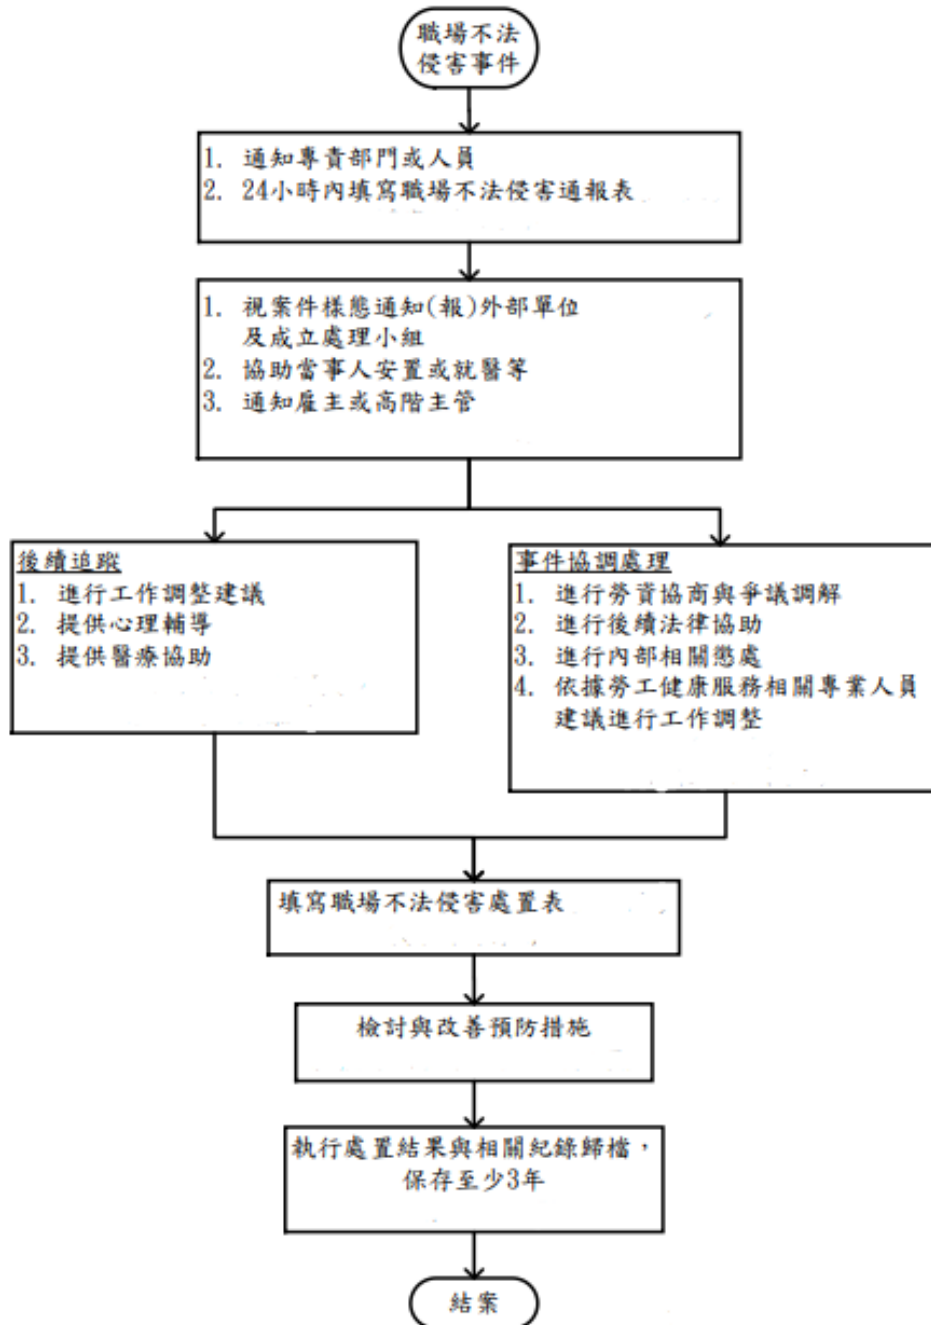 職場不法
侵害事件
1. 通知專責部門或人員
2. 24小時內填寫職場不法侵害通報表
1. 視案件樣態通知(報)外部單位
及成立處理小組
2. 協助當事人安置或就醫等
3. 通知雇主或高階主管
後續追蹤
1. 進行工作調整建議
2. 提供心理輔導
3. 提供醫療協助
事件協調處理
1. 進行勞資協商與爭議調解
2. 進行後續法律協助
3. 進行內部相關懲處
4. 依據勞工健康服務相關專業人員
建議進行工作調整
填寫職場不法侵害處置表
檢討與改善預防措施
執行處置結果與相關紀錄歸檔，
保存至少3年
結案